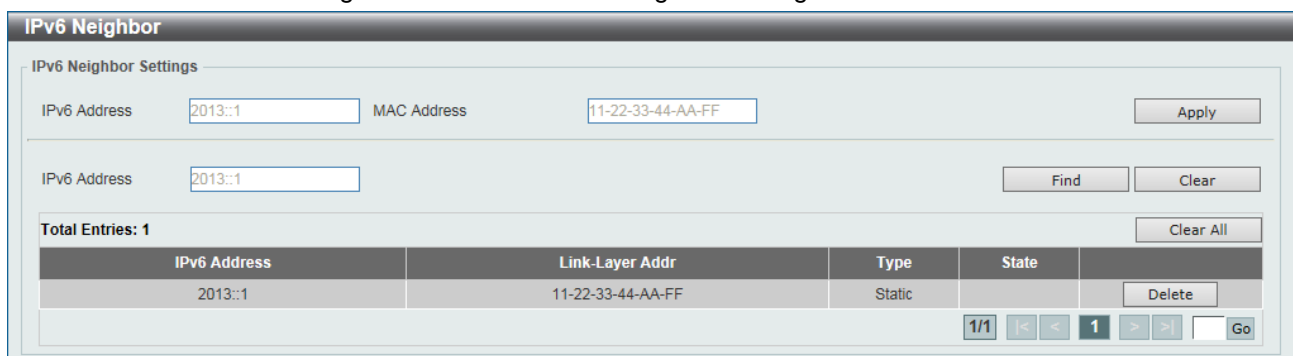 IPv6 Neighbor
IPv6 Neighbor Settings
IPv6 Address 2013::1 MAC Address 11-22-33-44-AA-FF Apply
IPv6 Address 2013::1 Find Clear
Total Entries: 1 Clear All
IPv6 Address Link-Layer Addr Type State
2013::1 11-22-33-44-AA-FF Static Delete
1/1 |< < 1 > >| Go